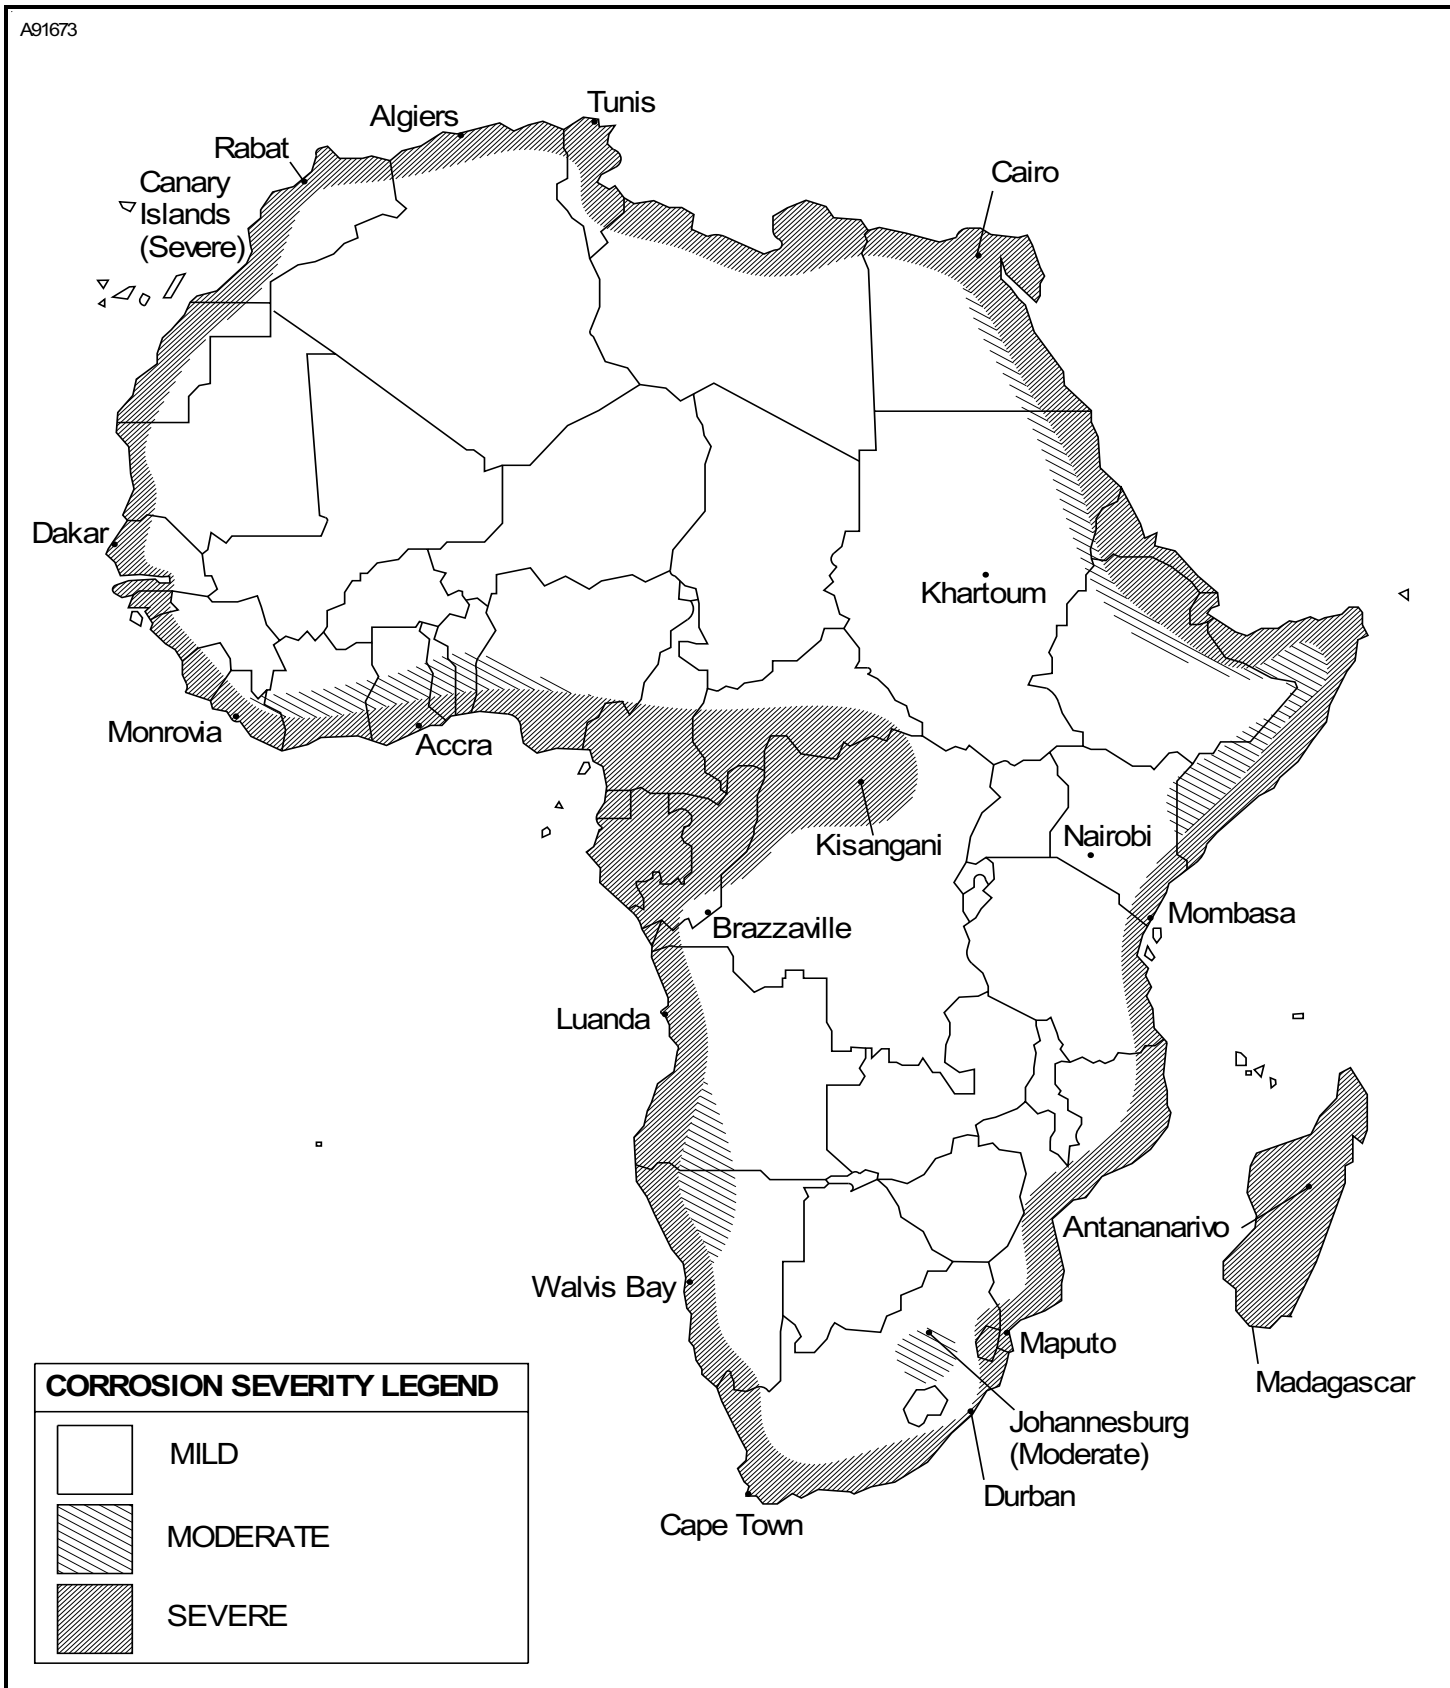 A91673
Tunis
Algiers
Rabat
Canary
Islands
(Severe)
Cairo
Dakar
Khartoum
Monrovia
Accra
Kisangani
Nairobi
Mombasa
Brazzaville
Luanda
Antananarivo
Walvis Bay
Maputo
Madagascar
Johannesburg
(Moderate)
Durban
Cape Town
CORROSION SEVERITY LEGEND
MILD
MODERATE
SEVERE